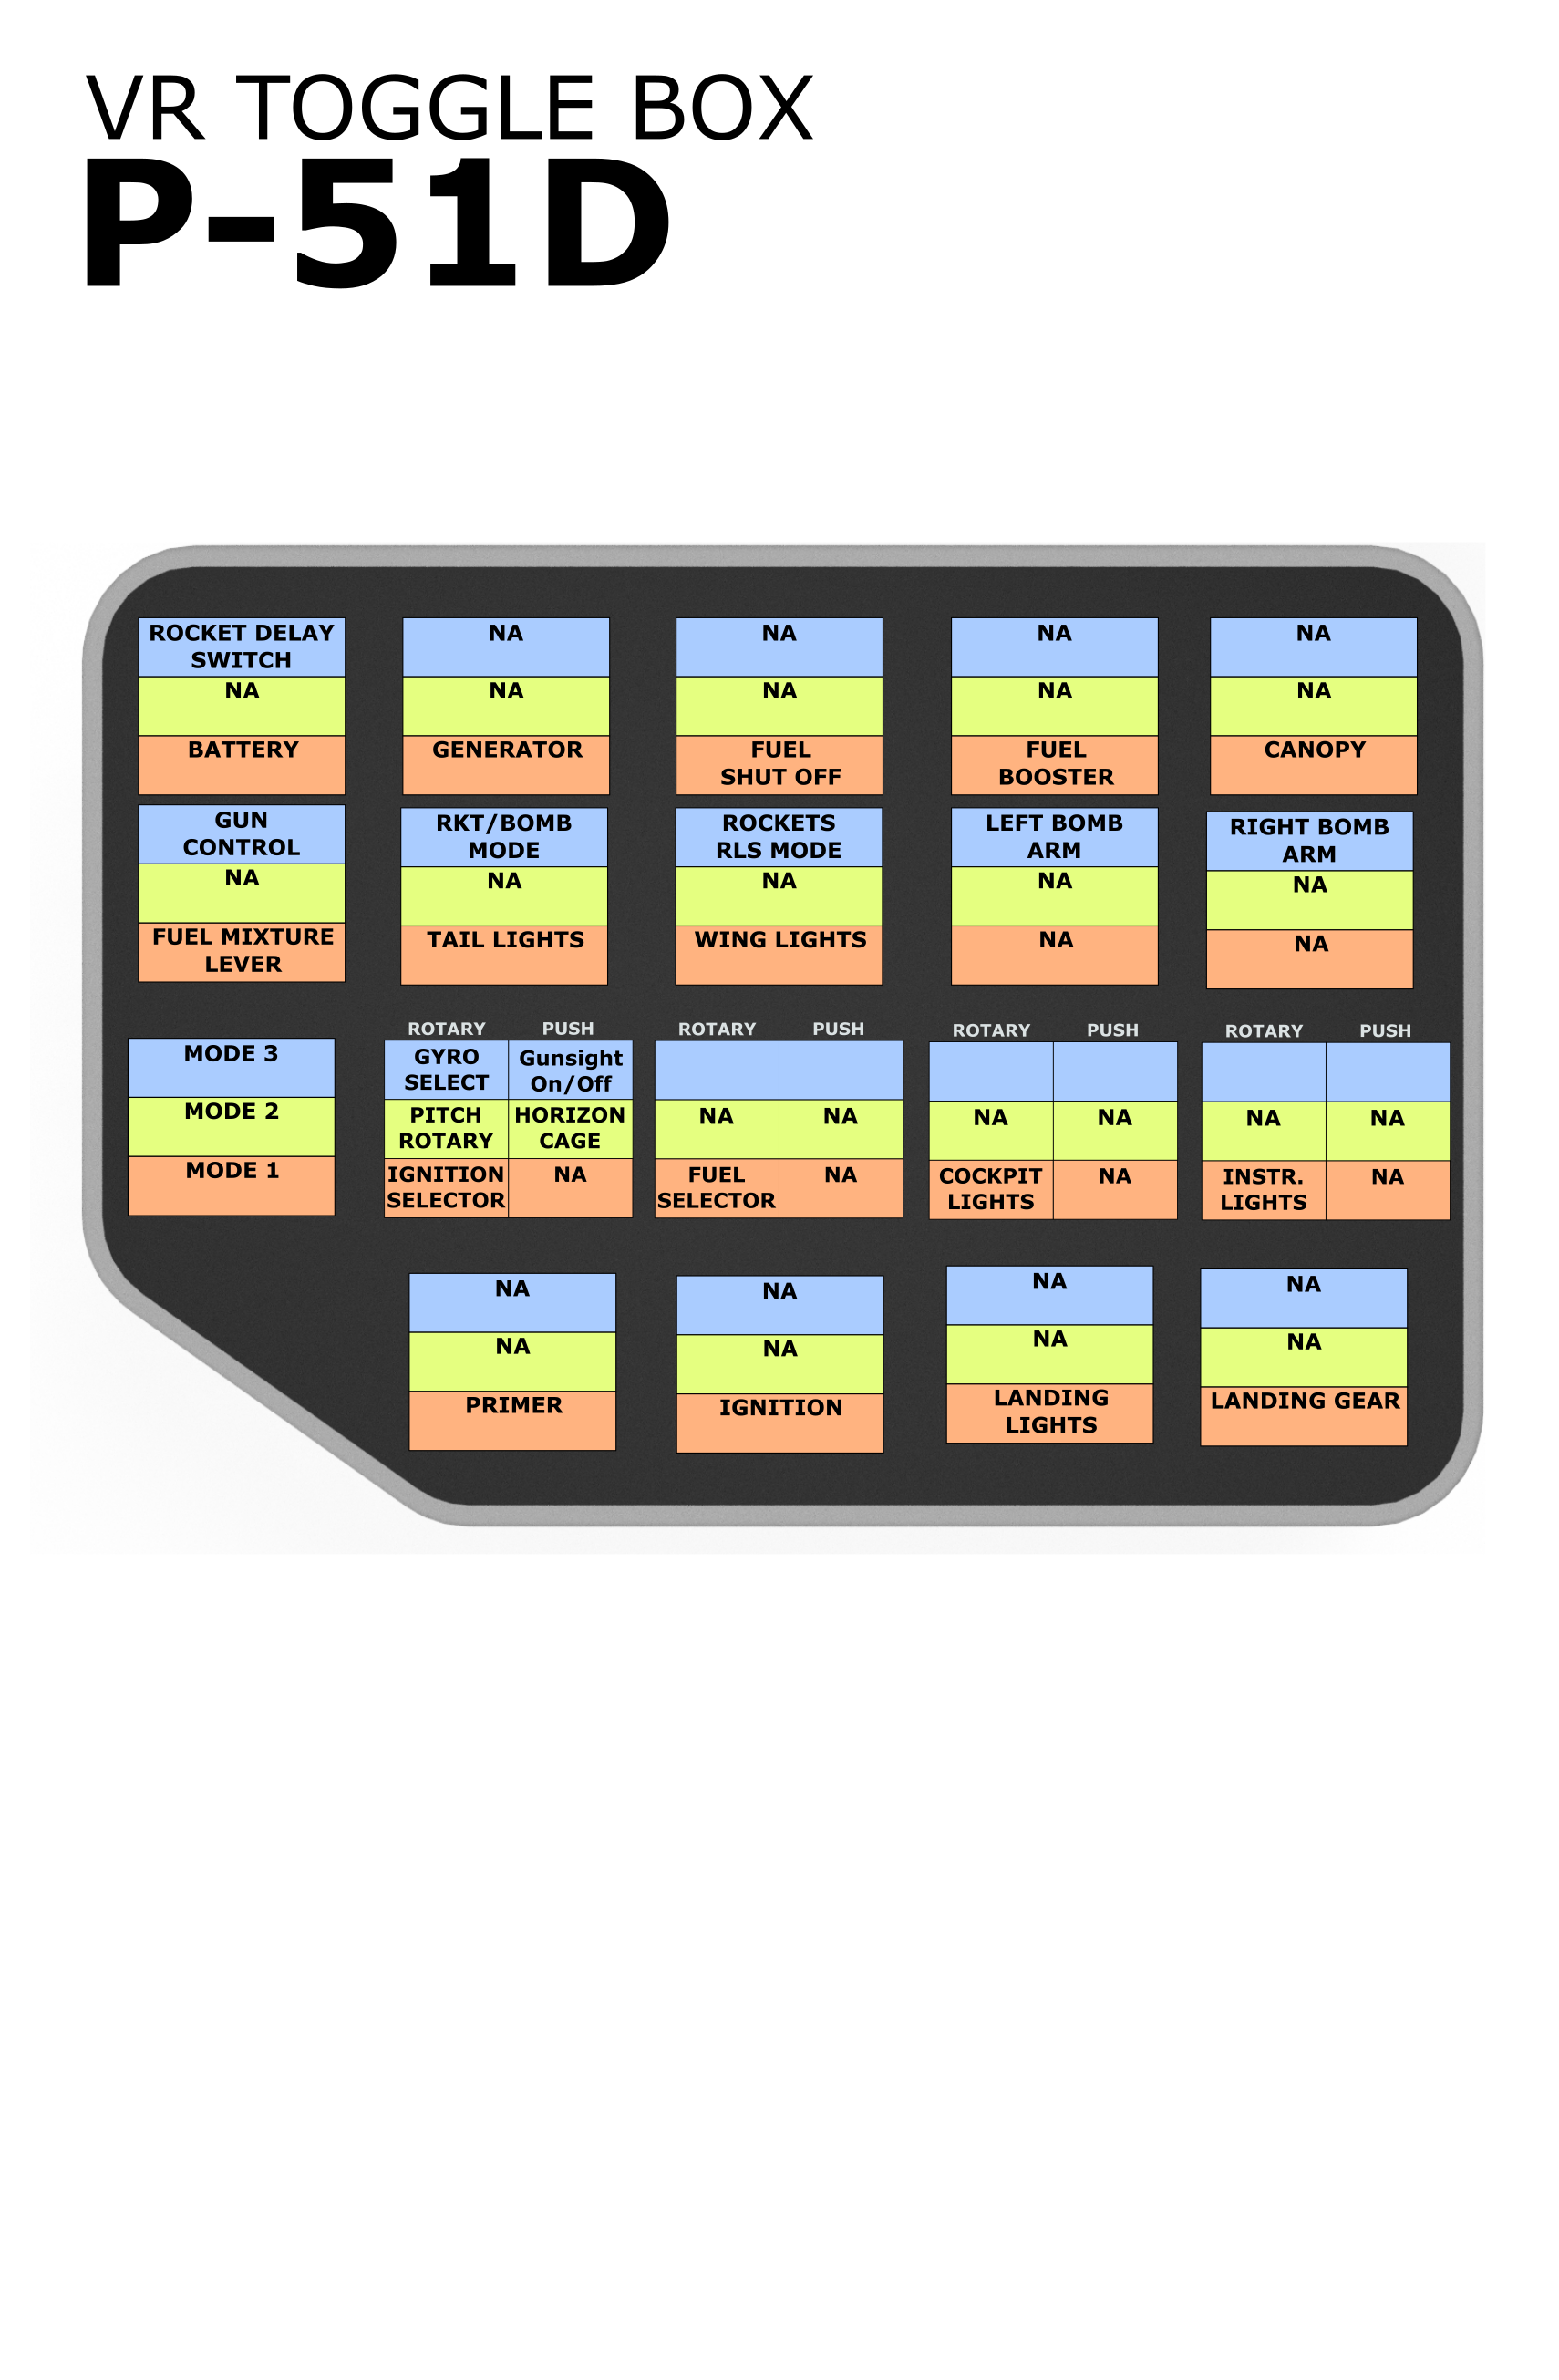 VR TOGGLE BOX
P-51D
ROCKET DELAY
SWITCH
NA
BATTERY
NA
NA
GENERATOR
NA
NA
FUEL
SHUT OFF
NA
NA
FUEL
BOOSTER
NA
NA
CANOPY
GUN
CONTROL
NA
FUEL MIXTURE
LEVER
RKT/BOMB
MODE
NA
TAIL LIGHTS
ROCKETS
RLS MODE
NA
WING LIGHTS
LEFT BOMB
ARM
NA
NA
RIGHT BOMB
ARM
NA
NA
MODE 3
MODE 2
MODE 1
ROTARY PUSH
GYRO
SELECT
Gunsight
On/Off
PITCH
ROTARY
HORIZON
CAGE
IGNITION
SELECTOR
NA
ROTARY PUSH
NA
NA
FUEL
SELECTOR
NA
ROTARY PUSH
NA
NA
COCKPIT
LIGHTS
NA
ROTARY PUSH
NA
NA
INSTR.
LIGHTS
NA
NA
NA
PRIMER
NA
NA
IGNITION
NA
NA
LANDING
LIGHTS
NA
NA
LANDING GEAR